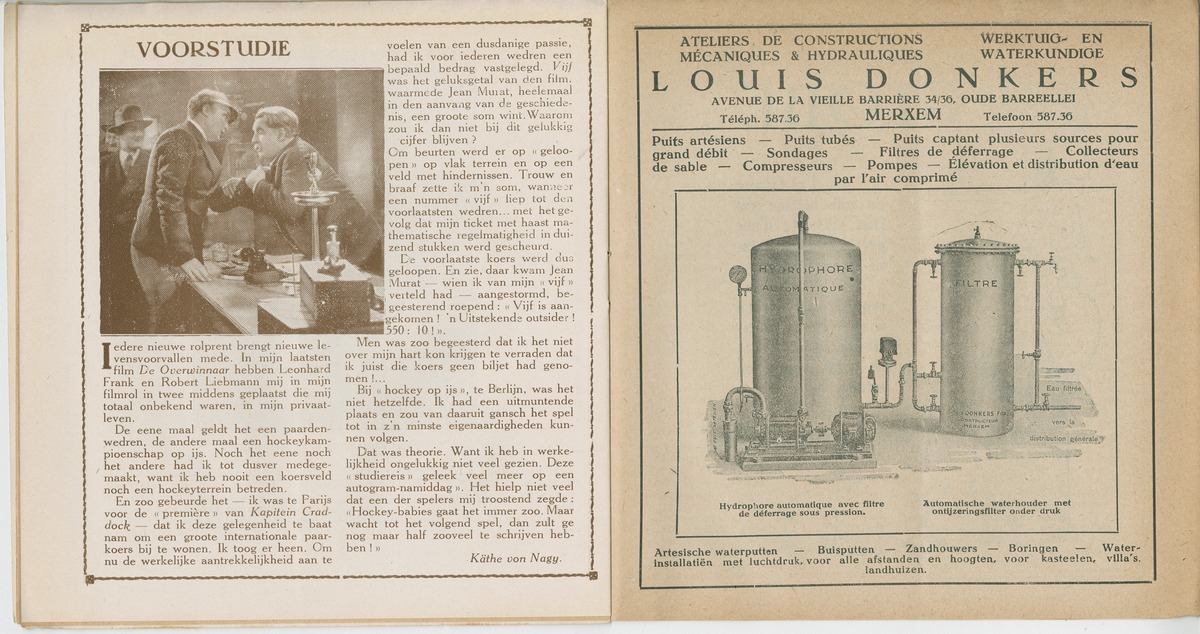 VOORSTUDIE
Iedere nieuwe rolprent brengt nieuwe le-
vensvoorvallen mede. In mijn laatsten
film De Overwinnaar hebben Leonhard
Frank en Robert Liebmann mij in mijn
filmrol in twee middens geplaatst die mij
totaal onbekend waren, in mijn privaat-
leven.
De eene maal geldt het een paarden-
wedren, de andere maal een hockeykam-
pioenschap op ijs. Noch het eene noch
het andere had ik tot dusver medege-
maakt, want ik heb nooit een koersveld
noch een hockeyterrein betreden.
En zoo gebeurde het — ik was te Parijs
voor de « première » van Kapitein Crad-
dock — dat ik deze gelegenheid te baat
nam om een groote internationale paar-
koers bij te wonen. Ik toog er heen. Om
nu de werkelijke aantrekkelijkheid aan te
voelen van een dusdanige passie,
had ik voor iederen wedren een
bepaald bedrag vastgelegd. Vijf
was het geluksgetal van den film,
waarmede Jean Murat, heelemaal
in den aanvang van de geschiede-
nis, een groote som wint. Waarom
zou ik dan niet bij dit gelukkig
cijfer blijven ?
Om beurten werd er op « geloo-
pen » op vlak terrein en op een
veld met hindernissen. Trouw en
braaf zette ik m'n som, wanneer
een nummer « vijf » liep tot den
voorlaatsten wedren... met het ge-
volg dat mijn ticket met haast ma-
thematische regelmatigheid in dui-
zend stukken werd gescheurd.
De voorlaatste koers werd dus
geloopen. En zie, daar kwam Jean
Murat — wien ik van mijn « vijf »
verteld had — aangestormd, be-
geesterend roepend : « Vijf is aan-
gekomen ! 'n Uitstekende outsider !
550 : 10 ! ».
Men was zoo begeesterd dat ik het niet
over mijn hart kon krijgen te verraden dat
ik juist die koers geen biljet had geno-
men !...
Bij « hockey op ijs », te Berlijn, was het
niet hetzelfde. Ik had een uitmuntende
plaats en zou van daaruit gansch het spel
tot in z'n minste eigenaardigheden kun-
nen volgen.
Dat was theorie. Want ik heb in werke-
lijkheid ongelukkig niet veel gezien. Deze
« studiereis » geleek veel meer op een
autogram-namiddag ». Het hielp niet veel
dat een der spelers mij troostend zegde :
«Hockey-babies gaat het immer zoo. Maar
wacht tot het volgend spel, dan zult ge
nog maar half zooveel te schrijven heb-
ben ! »
Käthe von Nagy.
ATELIERS DE CONSTRUCTIONS
MÉCANIQUES & HYDRAULIQUES
WERKTUIG- EN
WATERKUNDIGE
LOUIS DONKERS
AVENUE DE LA VIEILLE BARRIÈRE 34/36, OUDE BARREELLEI
Téléph. 587.36 MERXEM Telefoon 587.36
Puits artésiens — Puits tubés — Puits captant plusieurs sources pour
grand débit — Sondages — Filtres de déferrage — Collecteurs
de sable — Compresseurs — Pompes — Élévation et distribution d'eau
par l'air comprimé
HYDROPHORE
AUTOMATIQUE
FILTRE
DONKERS
CONSTRUCTEUR
MERXEM
Eau filtrée
vers la
distribution générale
Hydrophore automatique avec filtre
de déferrage sous pression.
Automatische waterhouder met
ontijzeringsfilter onder druk
Artesische waterputten — Buisputten — Zandhouwers — Boringen — Water-
installatiën met luchtdruk, voor alle afstanden en hoogten, voor kasteelen, villa's,
landhuizen.